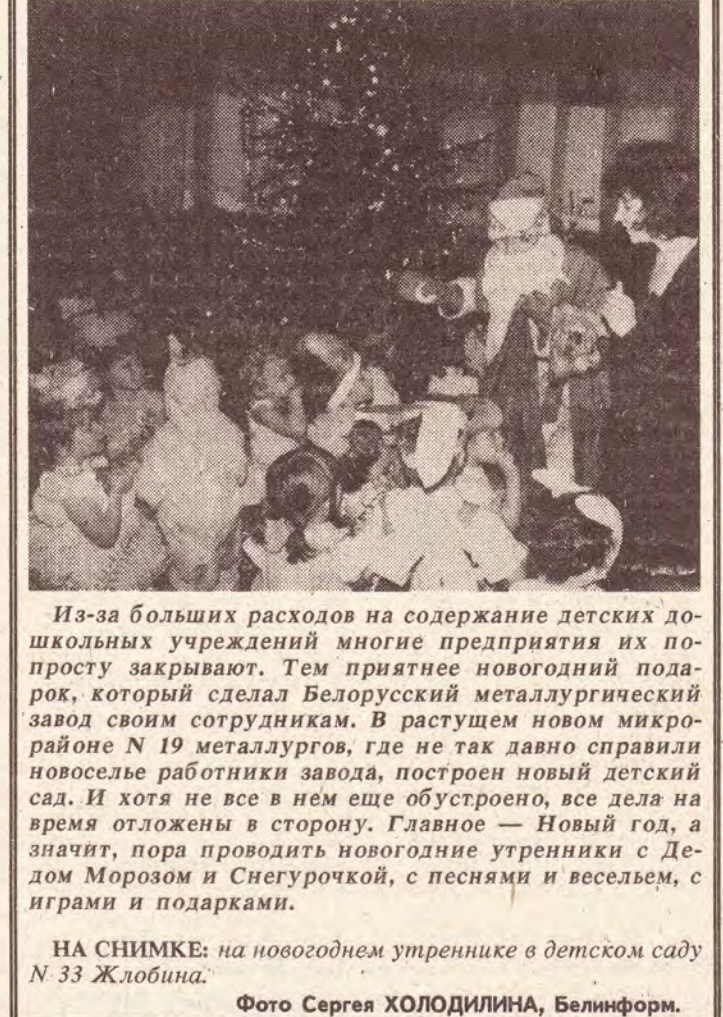 Из-за больших расходов на содержание детских до-
школьных учреждений многие предприятия их по-
просту закрывают. Тем приятнее новогодний пода-
рок, который сделал Белорусский металлургический
завод своим сотрудникам. В растущем новом микро-
районе N 19 металлургов, где не так давно справили
новоселье работники завода, построен новый детский
сад. И хотя не все в нем еще обустроено, все дела на
время отложены в сторону. Главное — Новый год, а
значит, пора проводить новогодние утренники с Де-
дом Морозом и Снегурочкой, с песнями и весельем, с
играми и подарками.
НА СНИМКЕ: на новогоднем утреннике в детском саду
N 33 Жлобина.
Фото Сергея ХОЛОДИЛИНА, Белинформ.